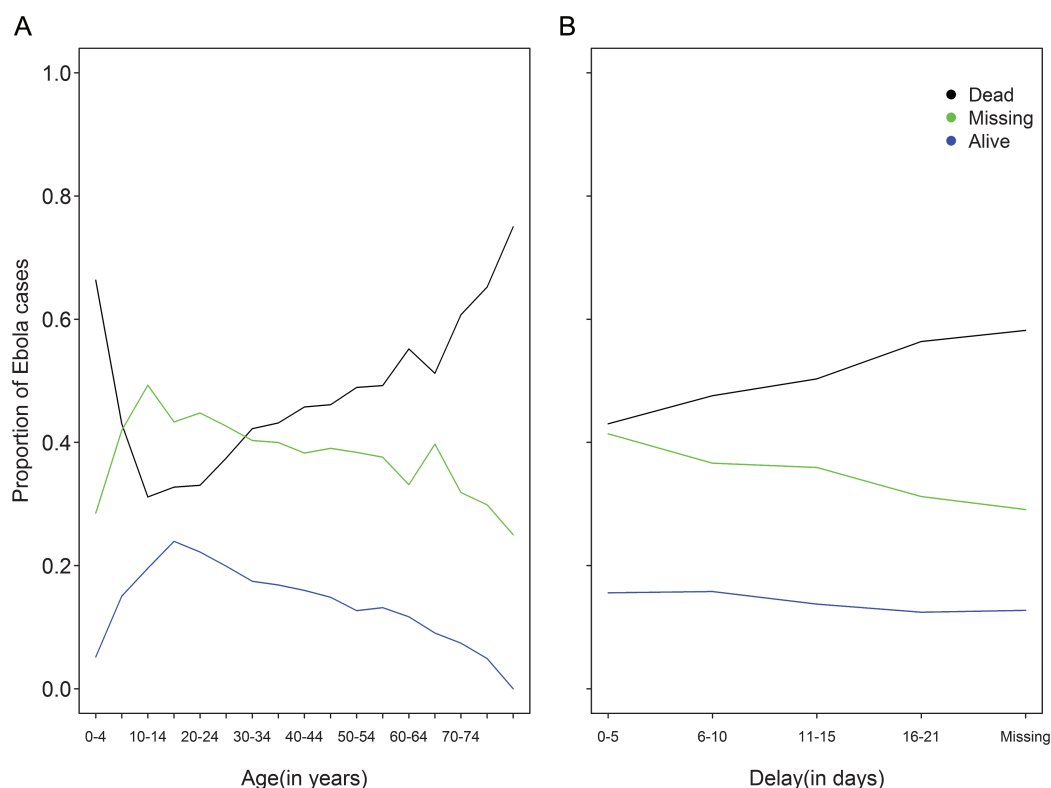 A
B
1.0
0.8
0.6
0.4
0.2
0.0
Proportion of Ebola cases
0-4 10-14 20-24 30-34 40-44 50-54 60-64 70-74
Age(in years)
Dead
Missing
Alive
0-5 6-10 11-15 16-21 Missing
Delay(in days)